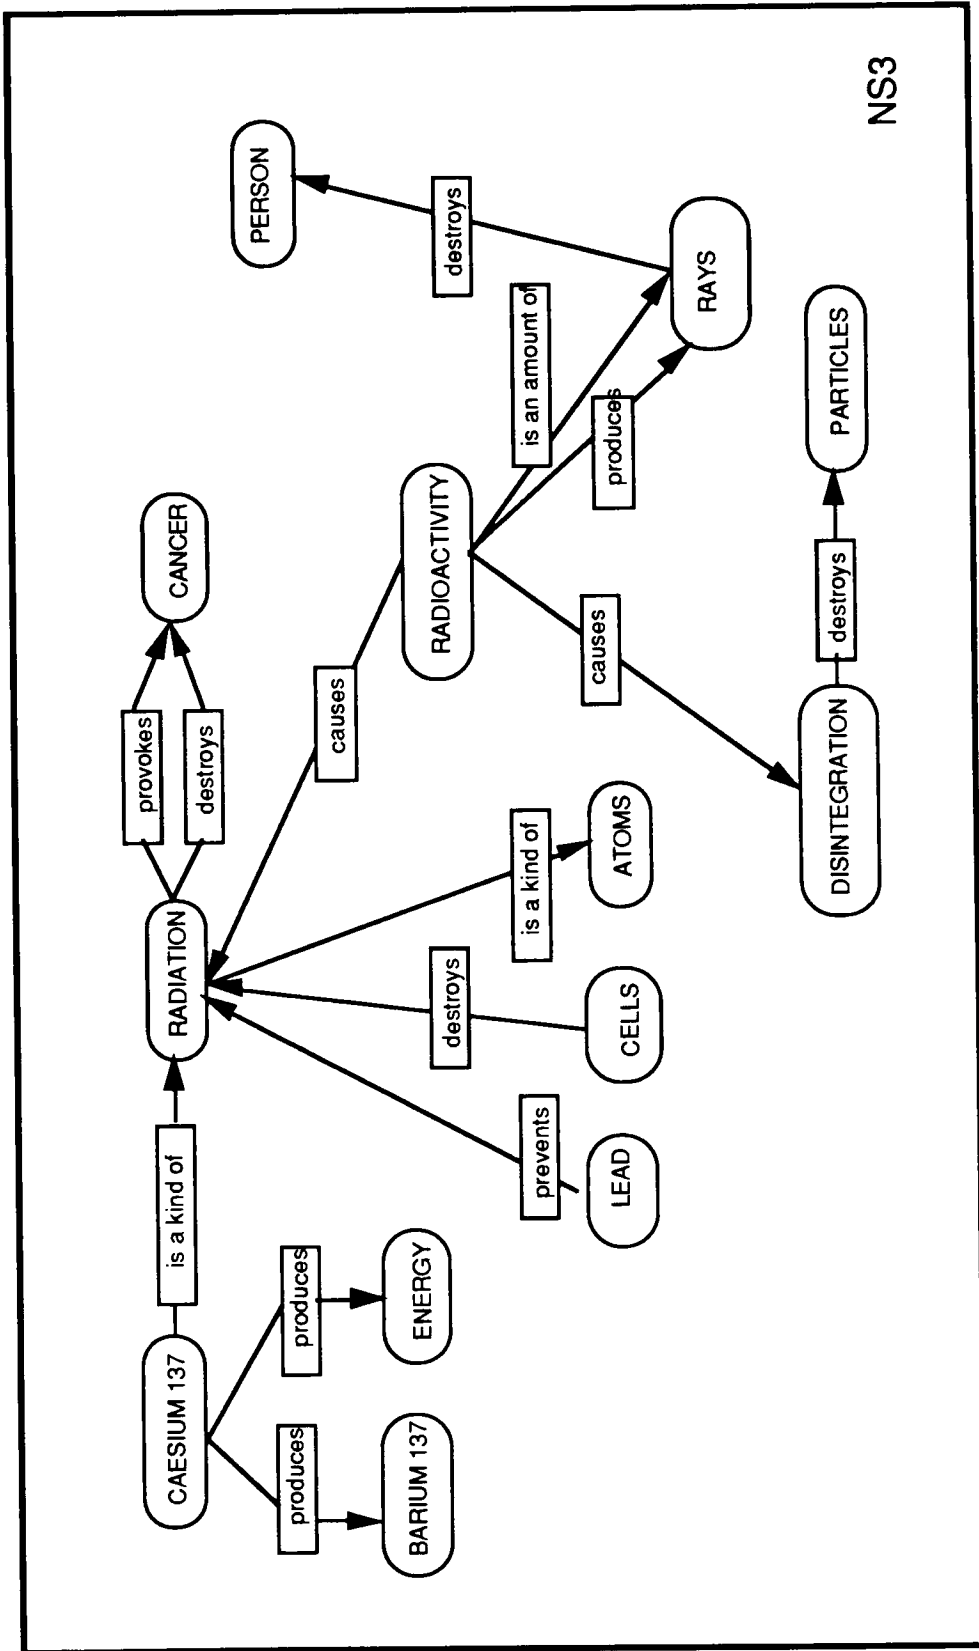 CAESIUM 137
is a kind of
RADIATION
provokes
destroys
CANCER
PERSON
produces
produces
BARIUM 137
ENERGY
prevents
LEAD
destroys
CELLS
is a kind of
ATOMS
causes
RADIOACTIVITY
is an amount of
produces
destroys
RAYS
causes
DISINTEGRATION
destroys
PARTICLES
NS3